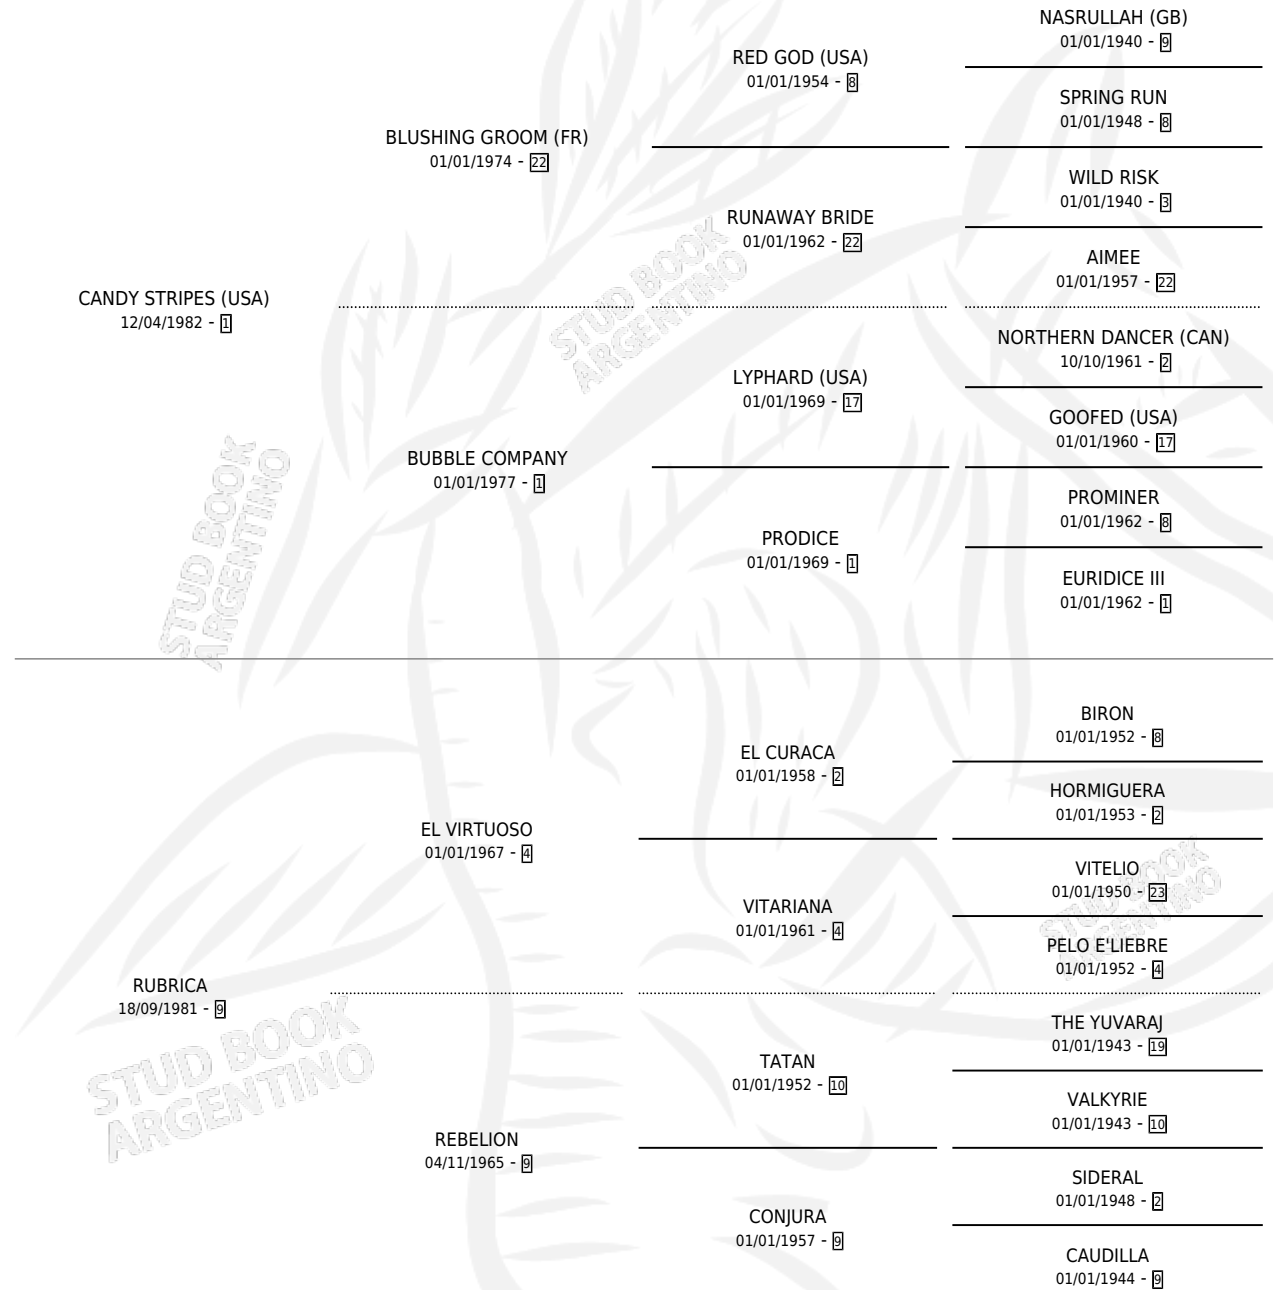 NASRULLAH (GB)
01/01/1940 - 9
RED GOD (USA)
01/01/1954 - 8
SPRING RUN
01/01/1948 - 8
BLUSHING GROOM (FR)
01/01/1974 - 22
WILD RISK
01/01/1940 - 3
RUNAWAY BRIDE
01/01/1962 - 22
AIMEE
01/01/1957 - 22
CANDY STRIPES (USA)
12/04/1982 - 1
STUD BOOK
ARGENTINO
NORTHERN DANCER (CAN)
10/10/1961 - 2
LYPHARD (USA)
01/01/1969 - 17
GOOFED (USA)
01/01/1960 - 17
BUBBLE COMPANY
01/01/1977 - 1
PROMINER
01/01/1962 - 8
PRODICE
01/01/1969 - 1
EURIDICE III
01/01/1962 - 1
STUD BOOK
ARGENTINO
BIRON
01/01/1952 - 8
EL CURACA
01/01/1958 - 2
HORMIGUERA
01/01/1953 - 2
EL VIRTUOSO
01/01/1967 - 4
VITELIO
01/01/1950 - 23
VITARIANA
01/01/1961 - 4
STUD BOOK
ARGENTINO
PELO E'LIEBRE
01/01/1952 - 4
RUBRICA
18/09/1981 - 9
THE YUVARAJ
01/01/1943 - 19
TATAN
01/01/1952 - 10
STUD BOOK
ARGENTINO
VALKYRIE
01/01/1943 - 10
REBELION
04/11/1965 - 9
SIDERAL
01/01/1948 - 2
CONJURA
01/01/1957 - 9
CAUDILLA
01/01/1944 - 9